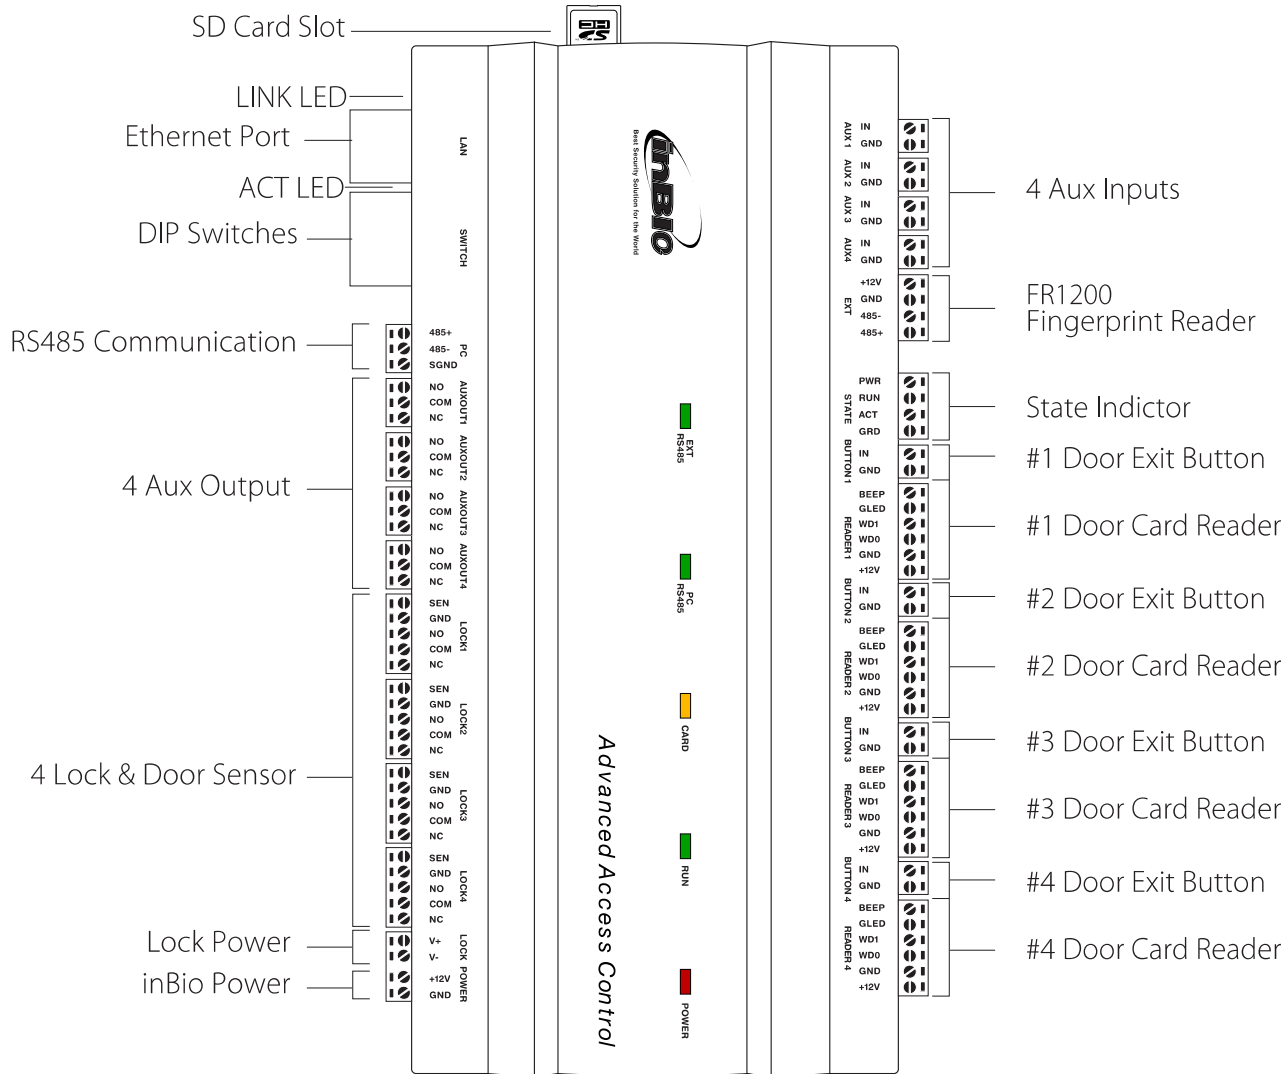 SD Card Slot
LINK LED
Ethernet Port
ACT LED
DIP Switches
RS485 Communication
4 Aux Output
4 Lock & Door Sensor
Lock Power
inBio Power
LAN
SWITCH
485+
485-
SGND
PC
NO
COM
NC
AUXOUT1
NO
COM
NC
AUXOUT2
NO
COM
NC
AUXOUT3
NO
COM
NC
AUXOUT4
SEN
GND
NO
COM
NC
LOCK1
SEN
GND
NO
COM
NC
LOCK2
SEN
GND
NO
COM
NC
LOCK3
SEN
GND
NO
COM
NC
LOCK4
V+
V-
LOCK POWER
+12V
GND
HC
inBIO
Best Security Solution for the World
EXT
RS485
PC
RS485
CARD
RUN
POWER
Advanced Access Control
AUX 1
IN
GND
AUX 2
IN
GND
AUX 3
IN
GND
AUX4
IN
GND
EXT
+12V
GND
485-
485+
STATE
PWR
RUN
ACT
GRD
BUTTON 1
IN
GND
READER 1
BEEP
GLED
WD1
WD0
GND
+12V
BUTTON 2
IN
GND
READER 2
BEEP
GLED
WD1
WD0
GND
+12V
BUTTON 3
IN
GND
READER 3
BEEP
GLED
WD1
WD0
GND
+12V
BUTTON 4
IN
GND
READER 4
BEEP
GLED
WD1
WD0
GND
+12V
4 Aux Inputs
FR1200
Fingerprint Reader
State Indictor
#1 Door Exit Button
#1 Door Card Reader
#2 Door Exit Button
#2 Door Card Reader
#3 Door Exit Button
#3 Door Card Reader
#4 Door Exit Button
#4 Door Card Reader